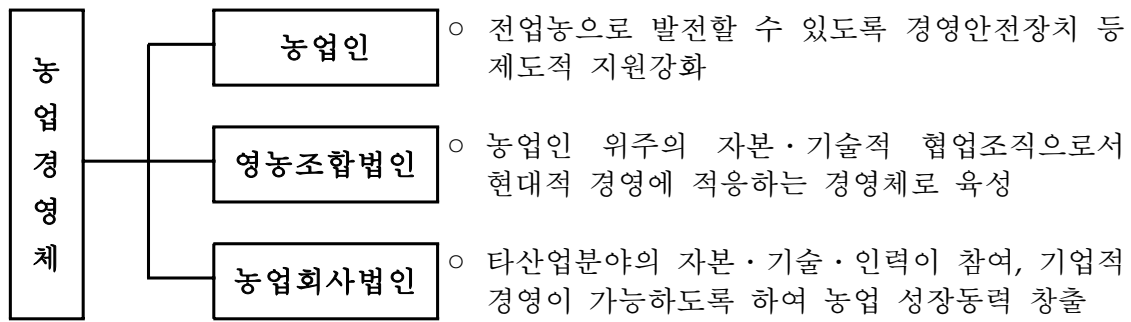 농업경영체
농업인
○ 전업농으로 발전할 수 있도록 경영안전장치 등
제도적 지원강화
영농조합법인
○ 농업인 위주의 자본·기술적 협업조직으로서
현대적 경영에 적응하는 경영체로 육성
농업회사법인
○ 타산업분야의 자본·기술·인력이 참여, 기업적
경영이 가능하도록 하여 농업 성장동력 창출